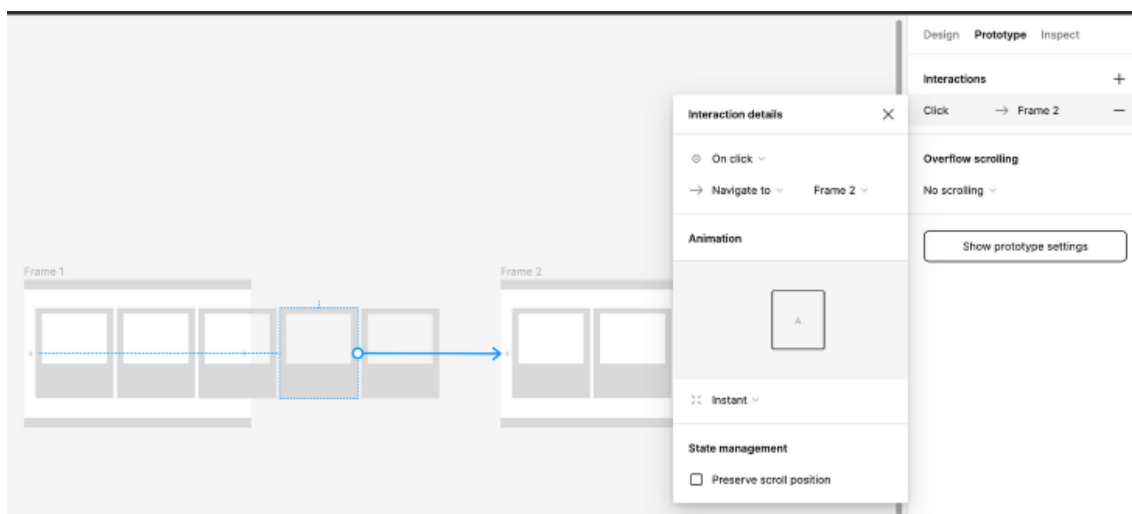 Design Prototype Inspect
Interactions
Click → Frame 2
Overflow scrolling
No scrolling
Show prototype settings
Interaction details
On click
→ Navigate to Frame 2
Animation
A
Instant
State management
Preserve scroll position
Frame 1
Frame 2